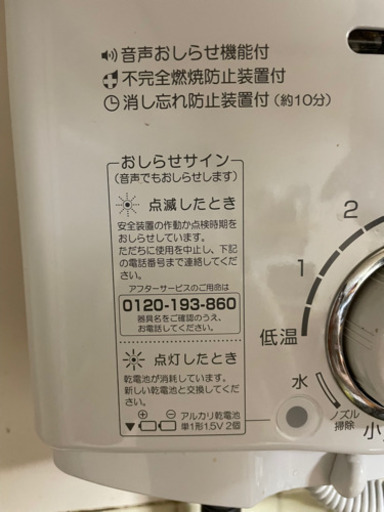 音声おしらせ機能付
不完全燃焼防止装置付
消し忘れ防止装置付(約10分)
おしらせサイン
(音声でもおしらせします)
点滅したとき
安全装置の作動か点検時期を
おしらせしています。
ただちに使用を中止し、下記
の電話番号まで連絡してくだ
さい。
アフターサービスのご用命は
0120-193-860
器具名をご確認のうえ、
お電話してください。
点灯したとき
乾電池が消耗しています。
新しい乾電池と交換してくだ
さい。
⊕ ⊖ アルカリ乾電池
▼ 単1形1.5V 2個
2
1
低温
水
ノズル
掃除
小